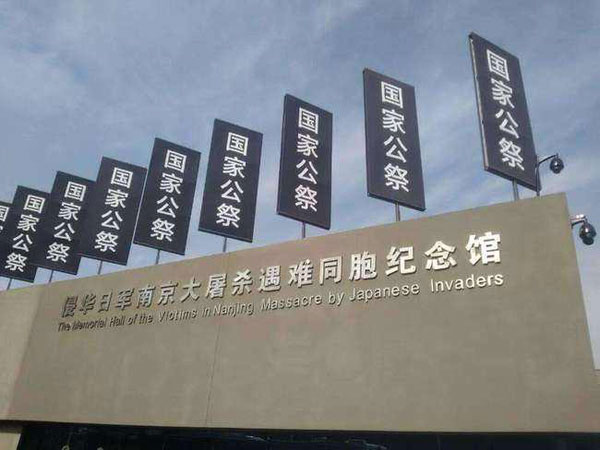 国家公祭
国家公祭
国家公祭
国家公祭
国家公祭
国家公祭
国家公祭
国家公祭
侵华日军南京大屠杀遇难同胞纪念馆
The Memorial Hall of the Victims in Nanjing Massacre by Japanese Invaders